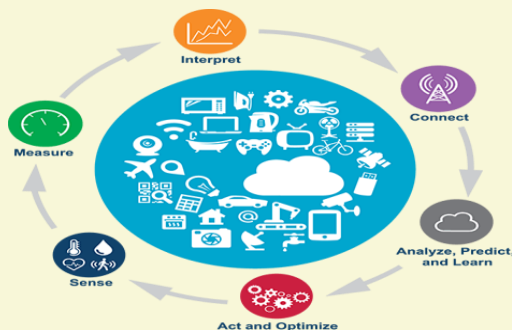 Interpret
Connect
Measure
Analyze, Predict,
and Learn
Sense
Act and Optimize
@